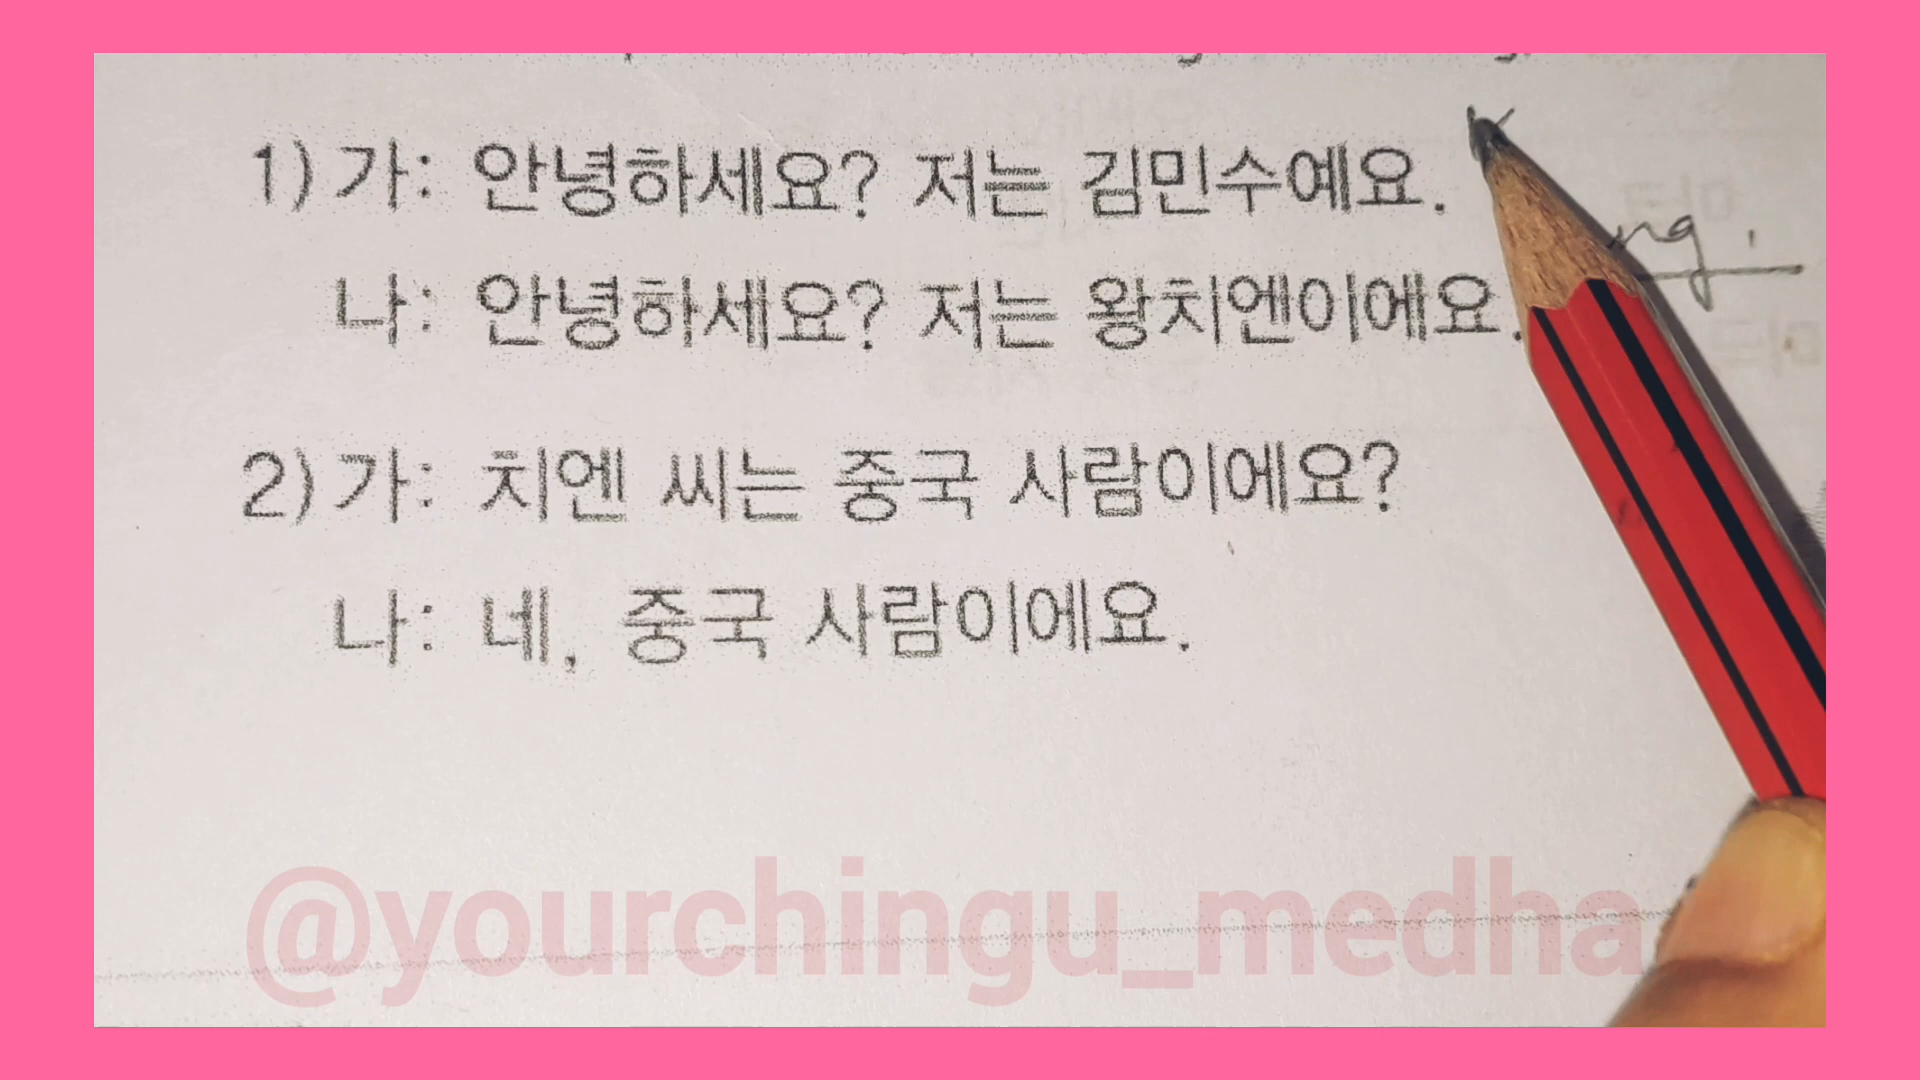 1) 가: 안녕하세요? 저는 김민수예요.
나: 안녕하세요? 저는 왕치엔이에요.
2) 가: 치엔 씨는 중국 사람이에요?
나: 네, 중국 사람이에요.
@yourchingu_medha